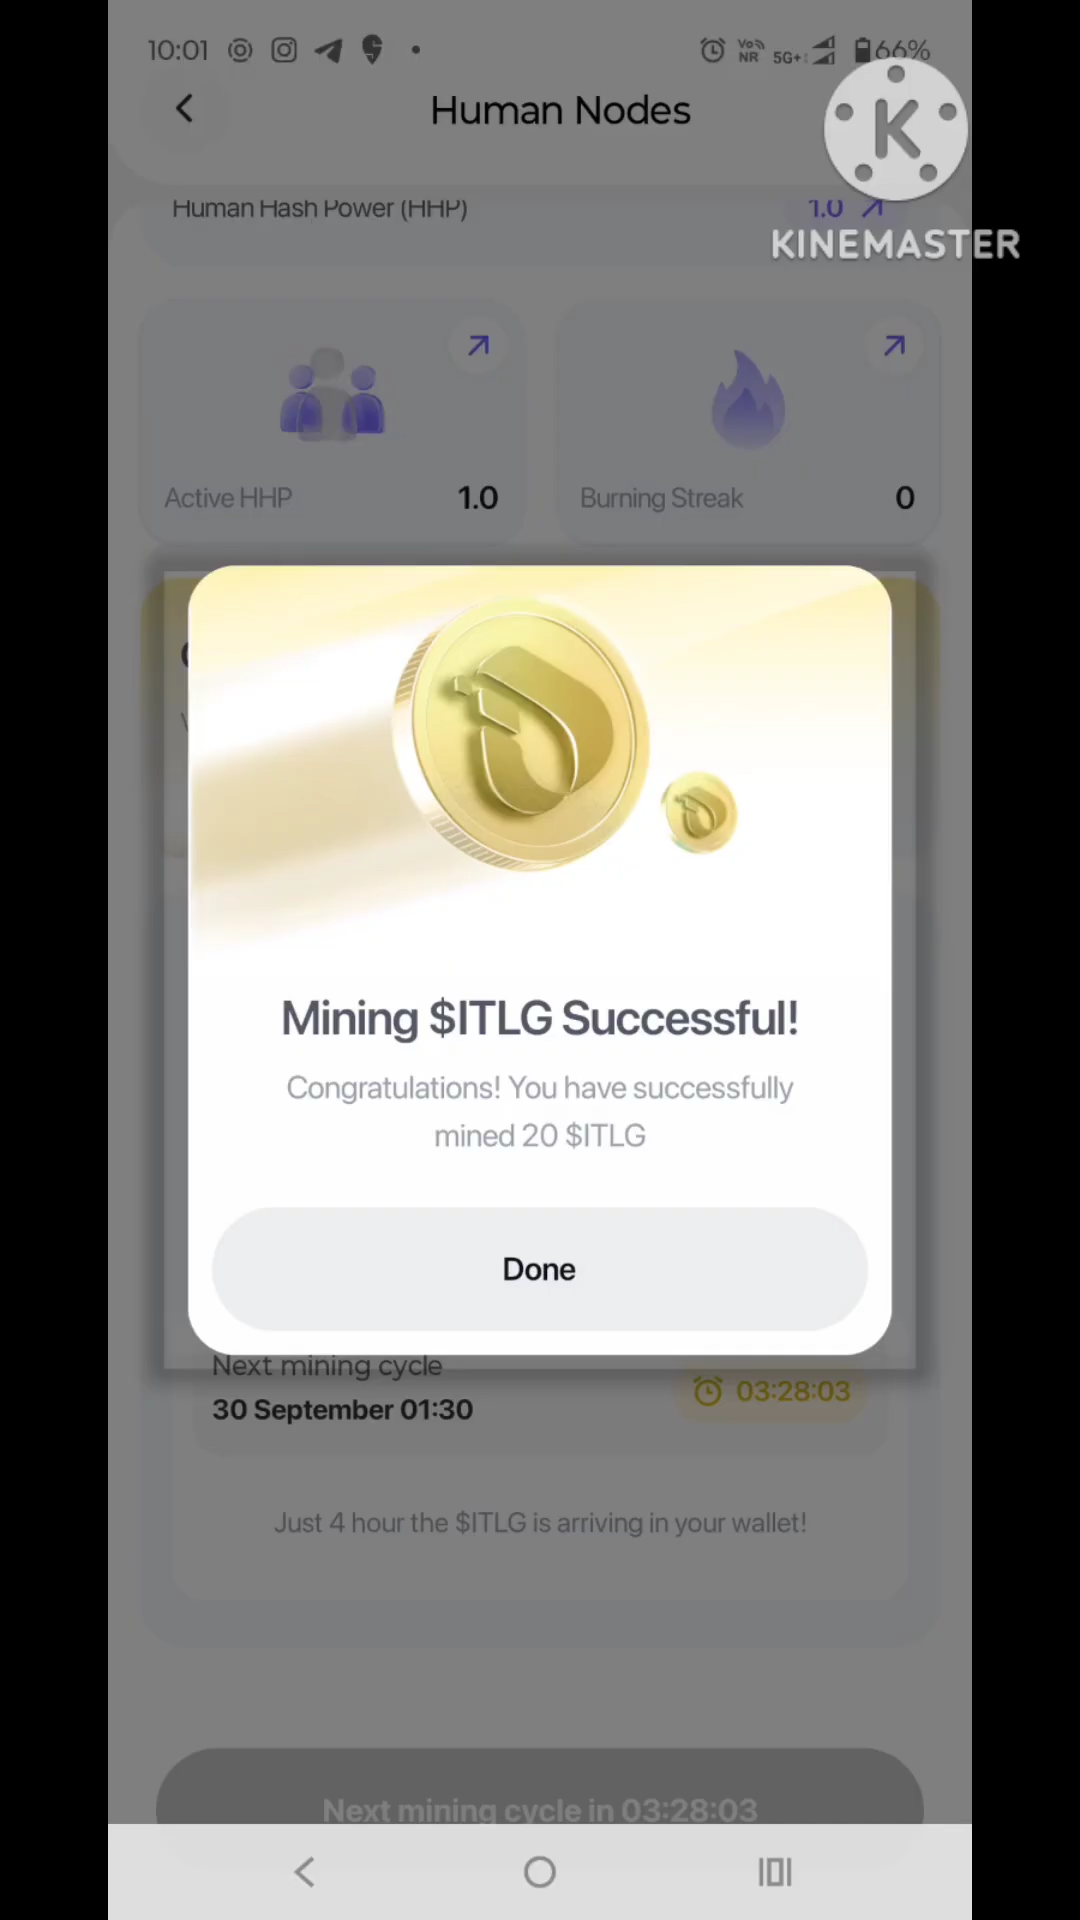 10:01
Vo NR 5G+ 66%
Human Nodes
K
KINEMASTER
Human Hash Power (HHP) 1.0
Active HHP 1.0
Burning Streak 0
Mining $ITLG Successful!
Congratulations! You have successfully
mined 20 $ITLG
Done
Next mining cycle
30 September 01:30
03:28:03
Just 4 hour the $ITLG is arriving in your wallet!
Next mining cycle in 03:28:03